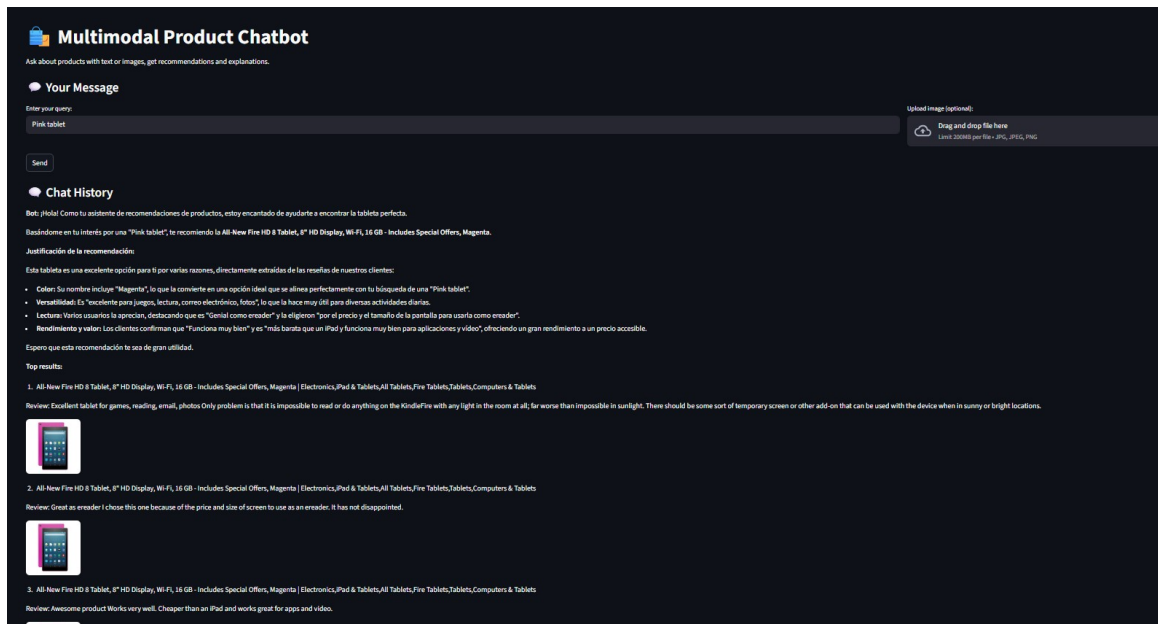 Multimodal Product Chatbot
Ask about products with text or images, get recommendations and explanations.
Your Message
Enter your query:
Pink tablet
Upload image (optional):
Drag and drop file here
Limit 200MB per file • JPG, JPEG, PNG
Send
Chat History
Bot: ¡Hola! Como tu asistente de recomendaciones de productos, estoy encantado de ayudarte a encontrar la tableta perfecta.
Basándome en tu interés por una "Pink tablet", te recomiendo la All-New Fire HD 8 Tablet, 8" HD Display, Wi-Fi, 16 GB - Includes Special Offers, Magenta.
Justificación de la recomendación:
Esta tableta es una excelente opción para ti por varias razones, directamente extraídas de las reseñas de nuestros clientes:
• Color: Su nombre incluye "Magenta", lo que la convierte en una opción ideal que se alinea perfectamente con tu búsqueda de una "Pink tablet".
• Versatilidad: Es "excelente para juegos, lectura, correo electrónico, fotos", lo que la hace muy útil para diversas actividades diarias.
• Lectura: Varios usuarios la aprecian, destacando que es "Genial como ereader" y la eligieron "por el precio y el tamaño de la pantalla para usarla como ereader".
• Rendimiento y valor: Los clientes confirman que "Funciona muy bien" y es "más barata que un iPad y funciona muy bien para aplicaciones y vídeo", ofreciendo un gran rendimiento a un precio accesible.
Espero que esta recomendación te sea de gran utilidad.
Top results:
1. All-New Fire HD 8 Tablet, 8" HD Display, Wi-Fi, 16 GB - Includes Special Offers, Magenta | Electronics,iPad & Tablets,All Tablets,Fire Tablets,Tablets,Computers & Tablets
Review: Excellent tablet for games, reading, email, photos Only problem is that it is impossible to read or do anything on the KindleFire with any light in the room at all; far worse than impossible in sunlight. There should be some sort of temporary screen or other add-on that can be used with the device when in sunny or bright locations.
2. All-New Fire HD 8 Tablet, 8" HD Display, Wi-Fi, 16 GB - Includes Special Offers, Magenta | Electronics,iPad & Tablets,All Tablets,Fire Tablets,Tablets,Computers & Tablets
Review: Great as ereader I chose this one because of the price and size of screen to use as an ereader. It has not disappointed.
3. All-New Fire HD 8 Tablet, 8" HD Display, Wi-Fi, 16 GB - Includes Special Offers, Magenta | Electronics,iPad & Tablets,All Tablets,Fire Tablets,Tablets,Computers & Tablets
Review: Awesome product Works very well. Cheaper than an iPad and works great for apps and video.